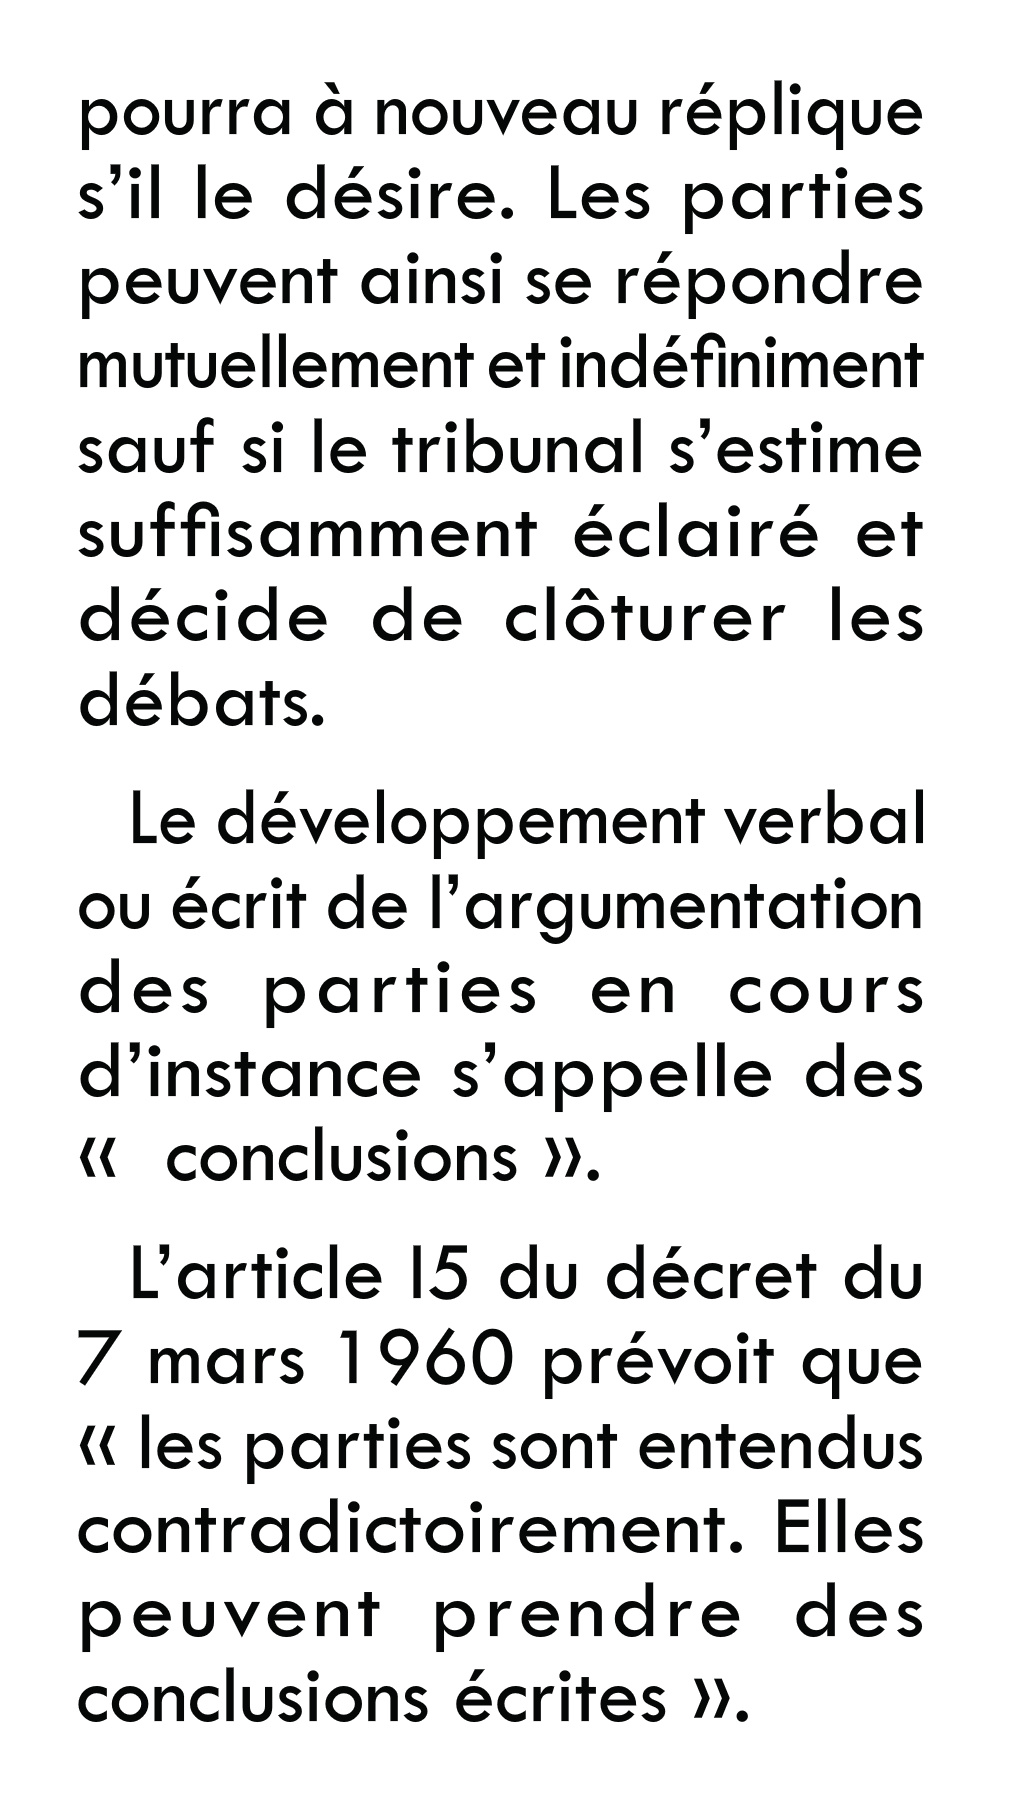 pourra à nouveau réplique
s’il le désire. Les parties
peuvent ainsi se répondre
mutuellement et indéfiniment
sauf si le tribunal s’estime
suffisamment éclairé et
décide de clôturer les
débats.
Le développement verbal
ou écrit de l’argumentation
des parties en cours
d’instance s’appelle des
« conclusions ».
L’article l5 du décret du
7 mars 1960 prévoit que
« les parties sont entendus
contradictoirement. Elles
peuvent prendre des
conclusions écrites ».